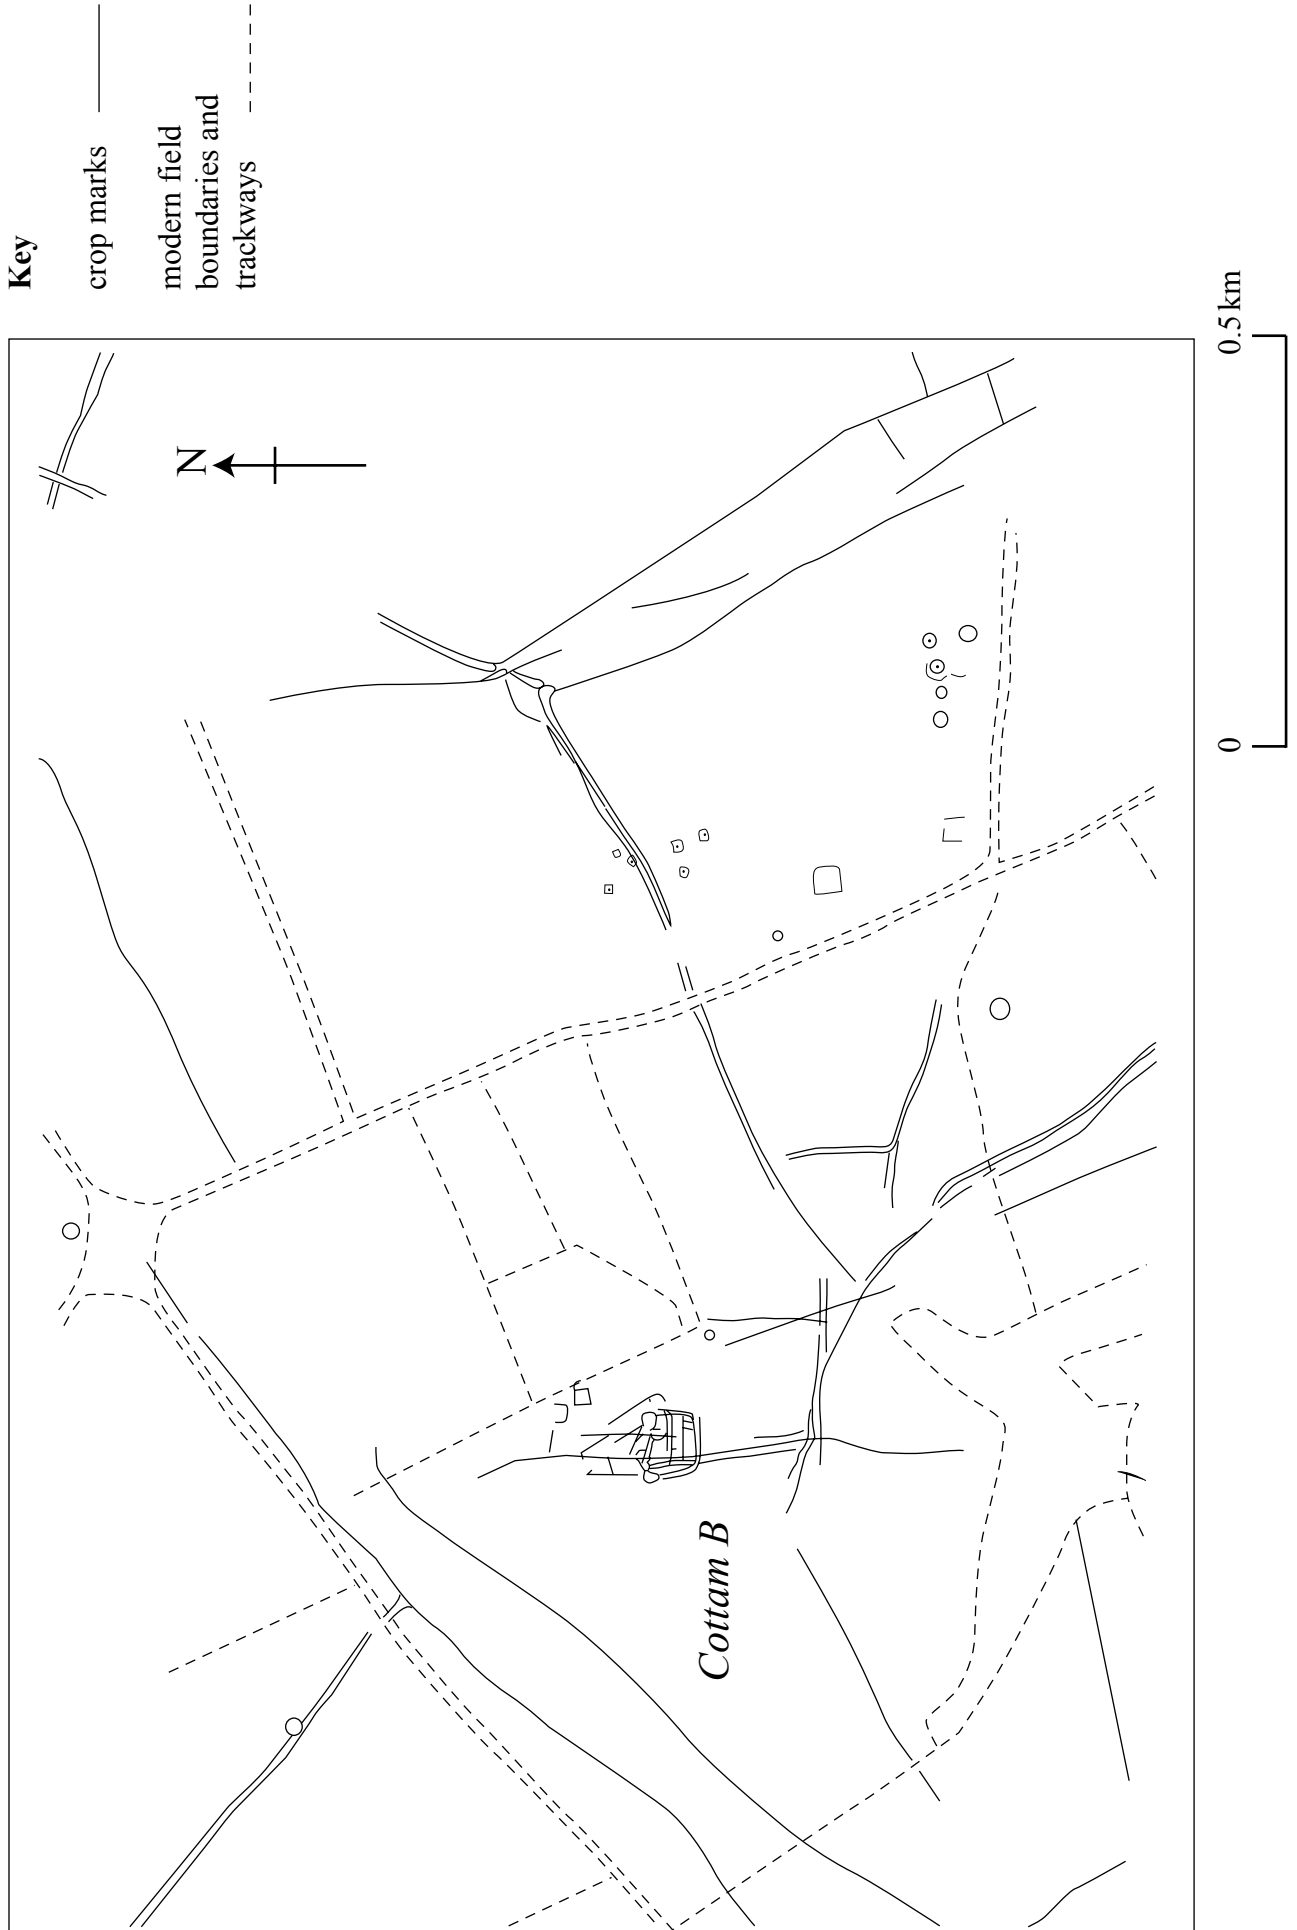 Key
crop marks
modern field
boundaries and
trackways
N
Cottam B
0
0.5 km